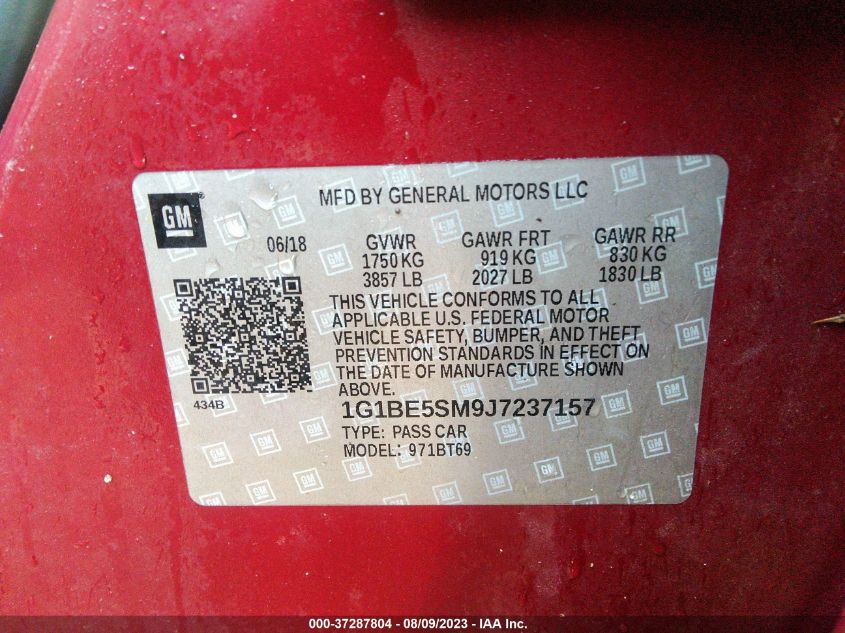 MFD BY GENERAL MOTORS LLC
GM
06/18
GVWR GAWR FRT GAWR RR
1750 KG 919 KG 830 KG
3857 LB 2027 LB 1830 LB
THIS VEHICLE CONFORMS TO ALL
APPLICABLE U.S. FEDERAL MOTOR
VEHICLE SAFETY, BUMPER, AND THEFT
PREVENTION STANDARDS IN EFFECT ON
THE DATE OF MANUFACTURE SHOWN
ABOVE.
434B
1G1BE5SM9J7237157
TYPE: PASS CAR
MODEL: 971BT69
000-37287804 - 08/09/2023 - IAA Inc.